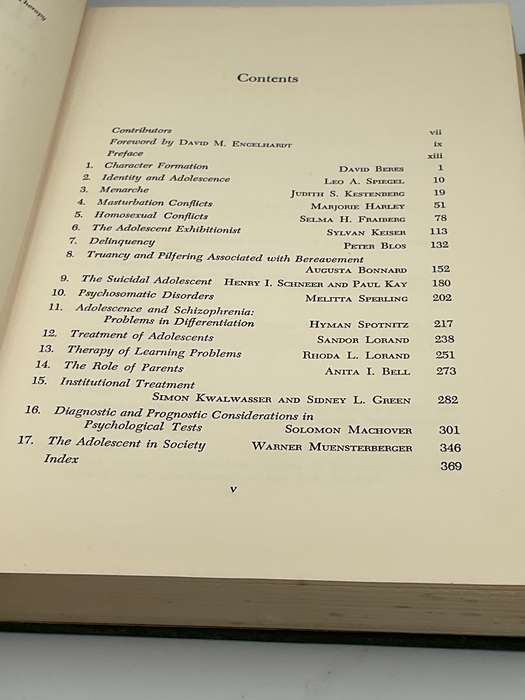 Therapy
Contents
Contributors vii
Foreword by David M. Engelhardt ix
Preface xiii
1. Character Formation David Beres 1
2. Identity and Adolescence Leo A. Spiegel 10
3. Menarche Judith S. Kestenberg 19
4. Masturbation Conflicts Marjorie Harley 51
5. Homosexual Conflicts Selma H. Fraiberg 78
6. The Adolescent Exhibitionist Sylvan Keiser 113
7. Delinquency Peter Blos 132
8. Truancy and Pilfering Associated with Bereavement
Augusta Bonnard 152
9. The Suicidal Adolescent Henry I. Schneer and Paul Kay 180
10. Psychosomatic Disorders Melitta Sperling 202
11. Adolescence and Schizophrenia:
Problems in Differentiation Hyman Spotnitz 217
12. Treatment of Adolescents Sandor Lorand 238
13. Therapy of Learning Problems Rhoda L. Lorand 251
14. The Role of Parents Anita I. Bell 273
15. Institutional Treatment
Simon Kwalwasser and Sidney L. Green 282
16. Diagnostic and Prognostic Considerations in
Psychological Tests Solomon Machover 301
17. The Adolescent in Society Warner Muensterberger 346
Index 369
v